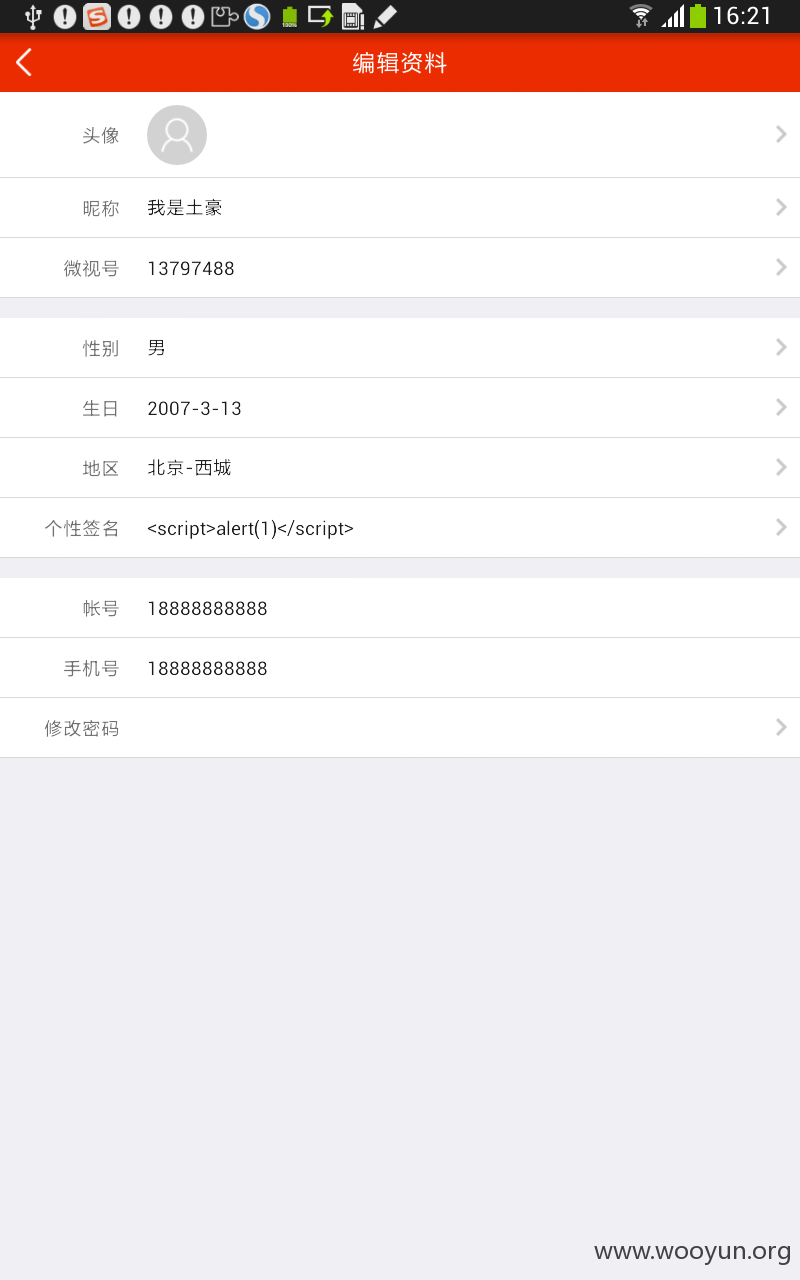 16:21
编辑资料
头像
昵称 我是土豪
微视号 13797488
性别 男
生日 2007-3-13
地区 北京-西城
个性签名 <script>alert(1)</script>
帐号 18888888888
手机号 18888888888
修改密码
www.wooyun.org